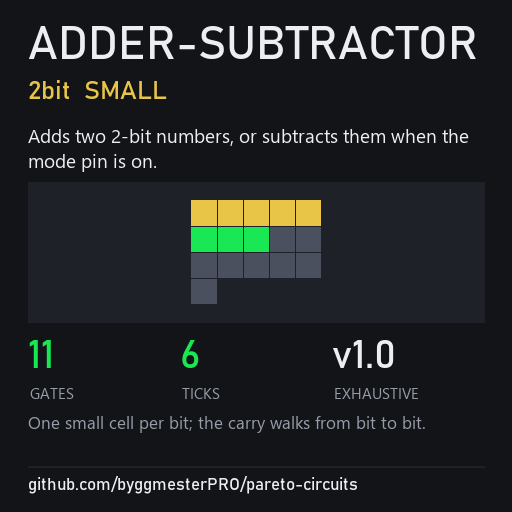 ADDER-SUBTRACTOR
2bit SMALL
Adds two 2-bit numbers, or subtracts them when the
mode pin is on.
11 6 v1.0
GATES TICKS EXHAUSTIVE
One small cell per bit; the carry walks from bit to bit.
github.com/byggmesterPRO/pareto-circuits